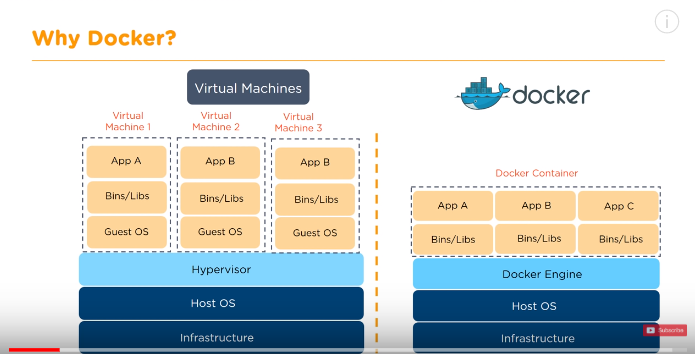 Why Docker?
Virtual Machines
docker
Virtual
Machine 1
Virtual
Machine 2
Virtual
Machine 3
App A
App B
App B
Bins/Libs
Bins/Libs
Bins/Libs
Guest OS
Guest OS
Guest OS
Hypervisor
Host OS
Infrastructure
Docker Container
App A
App B
App C
Bins/Libs
Bins/Libs
Bins/Libs
Docker Engine
Host OS
Infrastructure
Subscribe